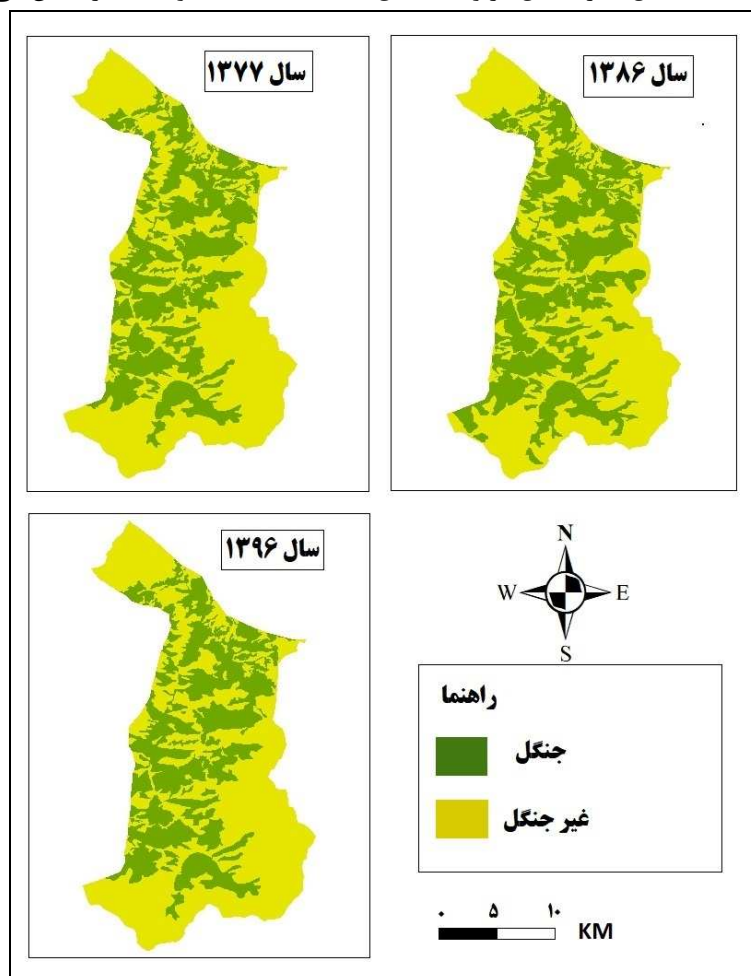 سال ۱۳۷۷
سال ۱۳۸۶
سال ۱۳۹۶
N
W E
S
راهنما
جنگل
غیر جنگل
۰ ۵ ۱۰
KM